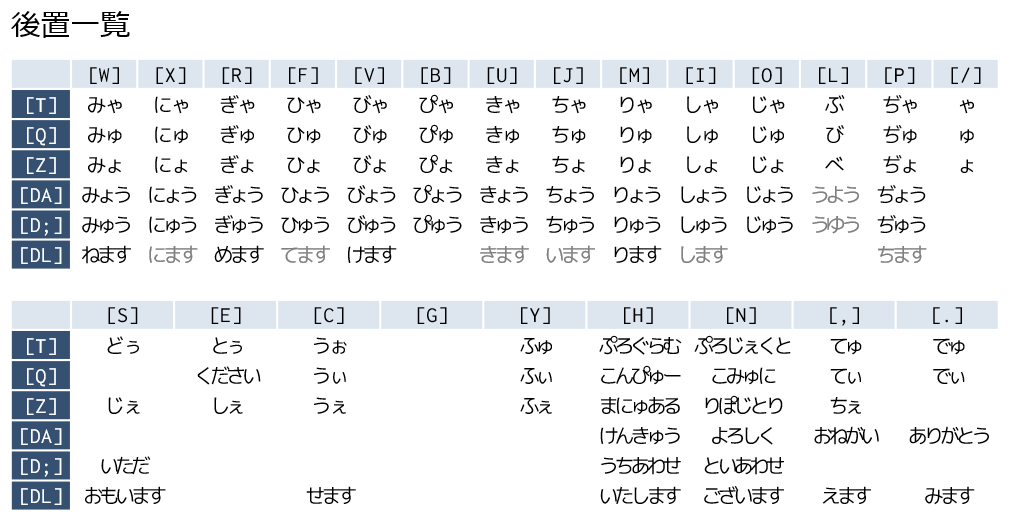 後置一覧
[W] [X] [R] [F] [V] [B] [U] [J] [M] [I] [O] [L] [P] [/]
[T] みゃ にゃ ぎゃ ひゃ びゃ ぴゃ きゃ ちゃ りゃ しゃ じゃ ぶ ぢゃ ゃ
[Q] みゅ にゅ ぎゅ ひゅ びゅ ぴゅ きゅ ちゅ りゅ しゅ じゅ び ぢゅ ゅ
[Z] みょ にょ ぎょ ひょ びょ ぴょ きょ ちょ りょ しょ じょ べ ぢょ ょ
[DA] みょう にょう ぎょう ひょう びょう ぴょう きょう ちょう りょう しょう じょう うよう ぢょう
[D;] みゅう にゅう ぎゅう ひゅう びゅう ぴゅう きゅう ちゅう りゅう しゅう じゅう うゆう ぢゅう
[DL] ねます にます めます てます けます きます います ります します ちます
[S] [E] [C] [G] [Y] [H] [N] [,] [.]
[T] どぅ とぅ うぉ ふゅ ぷろぐらむ ぷろじぇくと てゅ でゅ
[Q] ください うぃ ふぃ こんぴゅー こみゅに てぃ でぃ
[Z] じぇ しぇ うぇ ふぇ まにゅある りぽじとり ちぇ
[DA] けんきゅう よろしく おねがい ありがとう
[D;] いただ うちあわせ といあわせ
[DL] おもいます せます いたします ございます えます みます